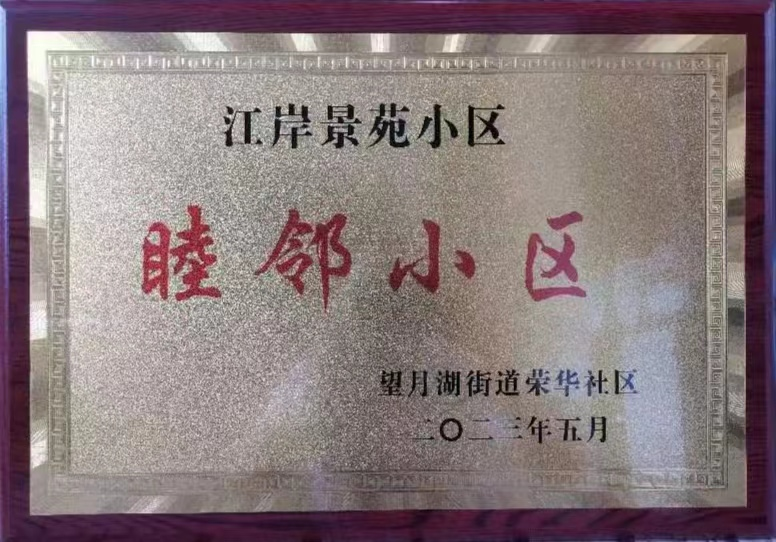 江岸景苑小区
睦邻小区
望月湖街道荣华社区
二〇二三年五月